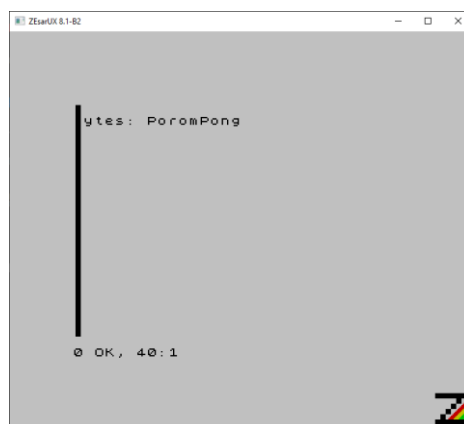 ZEsarUX 8.1-B2
ytes: PoromPong
0 OK, 40:1